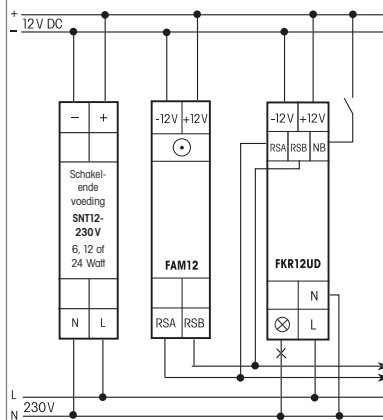 +
12V DC
−
− +
-12V +12V
-12V +12V
RSA RSB NB
Schakel-
ende
voeding
SNT12-
230V
6, 12 of
24 Watt
FAM12
FKR12UD
N
N L
RSA RSB
L
L
230V
N